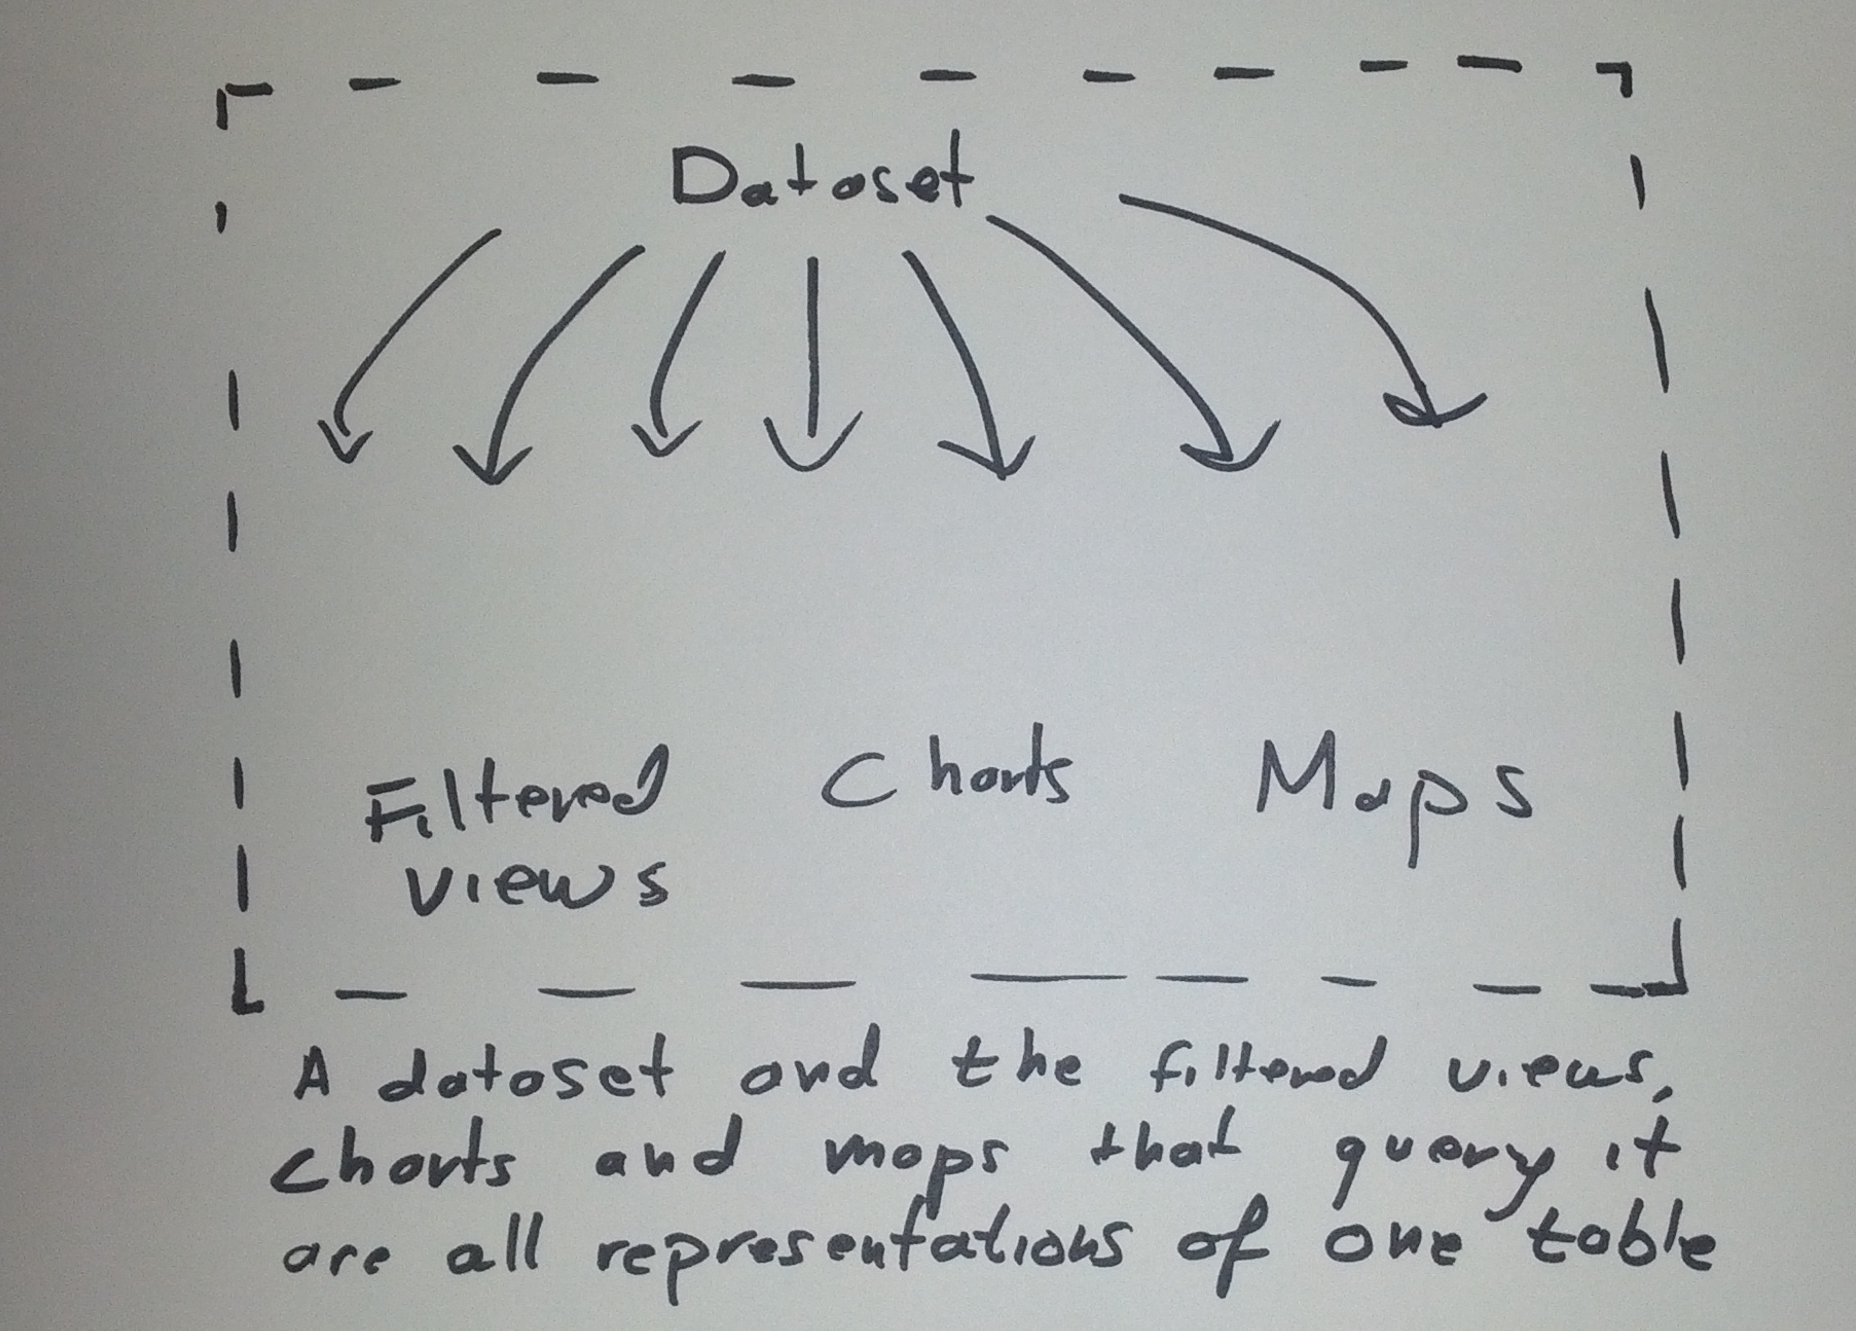 Dataset
Filtered Charts Maps
views
A dataset and the filtered views,
charts and maps that query it
are all representations of one table